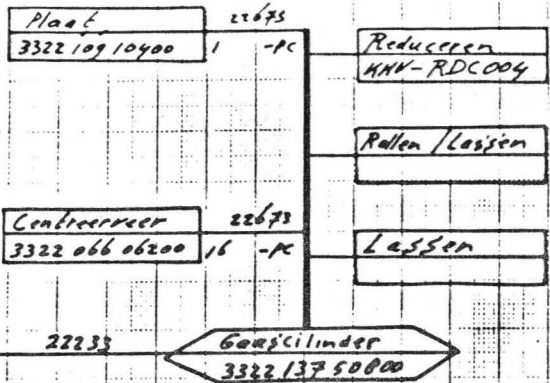 Plaat 22673
3322 109 10400 1 -PC
Reduceren
KHV-RDC004
Rollen / Lassen
Centreerveer 22673
3322 066 06200 16 -PC
Lassen
22233 Gaascilinder
3322 137 50800